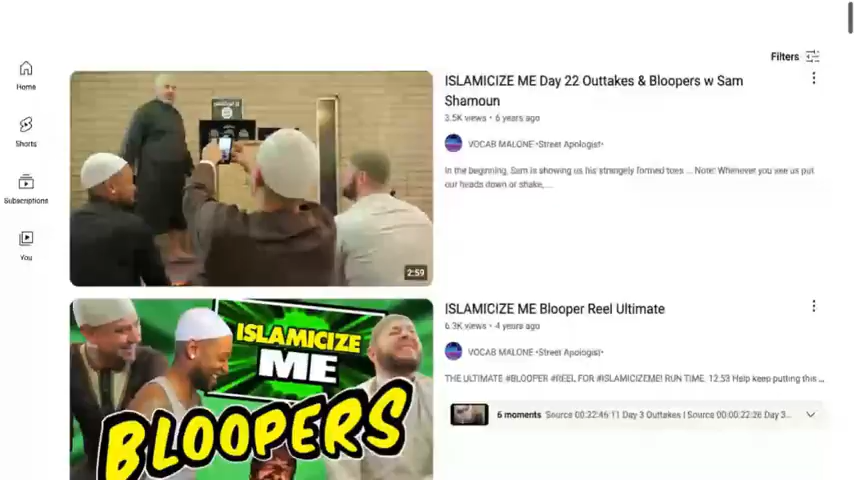 Filters
Home
Shorts
Subscriptions
You
2:59
ISLAMICIZE ME Day 22 Outtakes & Bloopers w Sam
Shamoun
3.5K views • 6 years ago
VOCAB MALONE •Street Apologist•
In the beginning, Sam is showing us his strangely formed toes ... Note: Whenever you see us put
our heads down or shake,...
ISLAMICIZE
ME
BLOOPERS
ISLAMICIZE ME Blooper Reel Ultimate
6.3K views • 4 years ago
VOCAB MALONE •Street Apologist•
THE ULTIMATE #BLOOPER #REEL FOR #ISLAMICIZEME! RUN TIME: 12:53 Help keep putting this ...
6 moments Source 00:22:46:11 Day 3 Outtakes | Source 00:00:22:26 Day 3...